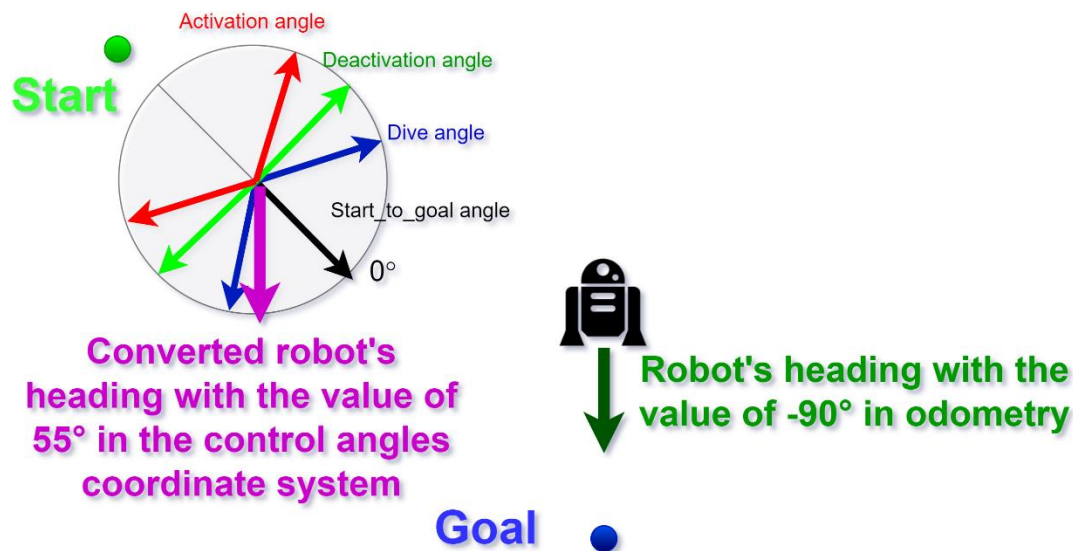 Activation angle
Deactivation angle
Start
Dive angle
Start_to_goal angle
0°
Converted robot's
heading with the value of
55° in the control angles
coordinate system
Robot's heading with the
value of -90° in odometry
Goal